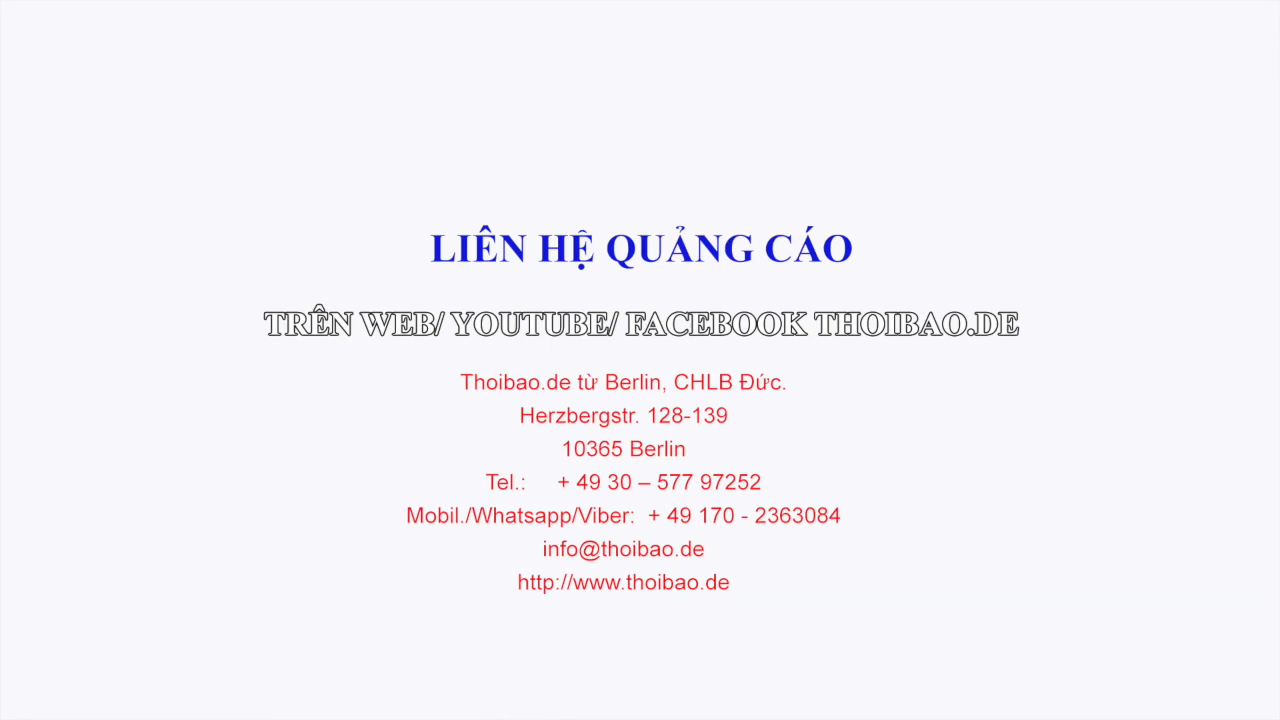 LIÊN HỆ QUẢNG CÁO
TRÊN WEB/ YOUTUBE/ FACEBOOK THOIBAO.DE
Thoibao.de từ Berlin, CHLB Đức.
Herzbergstr. 128-139
10365 Berlin
Tel.: + 49 30 – 577 97252
Mobil./Whatsapp/Viber: + 49 170 - 2363084
info@thoibao.de
http://www.thoibao.de